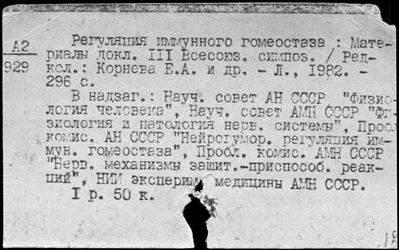 А2
929
Регуляция иммунного гомеостаза : Мате-
риалы докл. III Всесоюз. симпоз. / Ред-
кол.: Корнева Е.А. и др. - Л., 1982. -
296 с.
В надзаг.: Науч. совет АН СССР "Физио-
логия человека", Науч. совет АМН СССР "Фи-
зиология и патология нерв. системы", Пробл.
комис. АН СССР "Нейрогумор. регуляция им-
мун. гомеостаза", Пробл. комис. АМН СССР
"Нерв. механизмы защит.-приспособ. реак-
ций", НИИ эксперим. медицины АМН СССР.
1 р. 50 к.